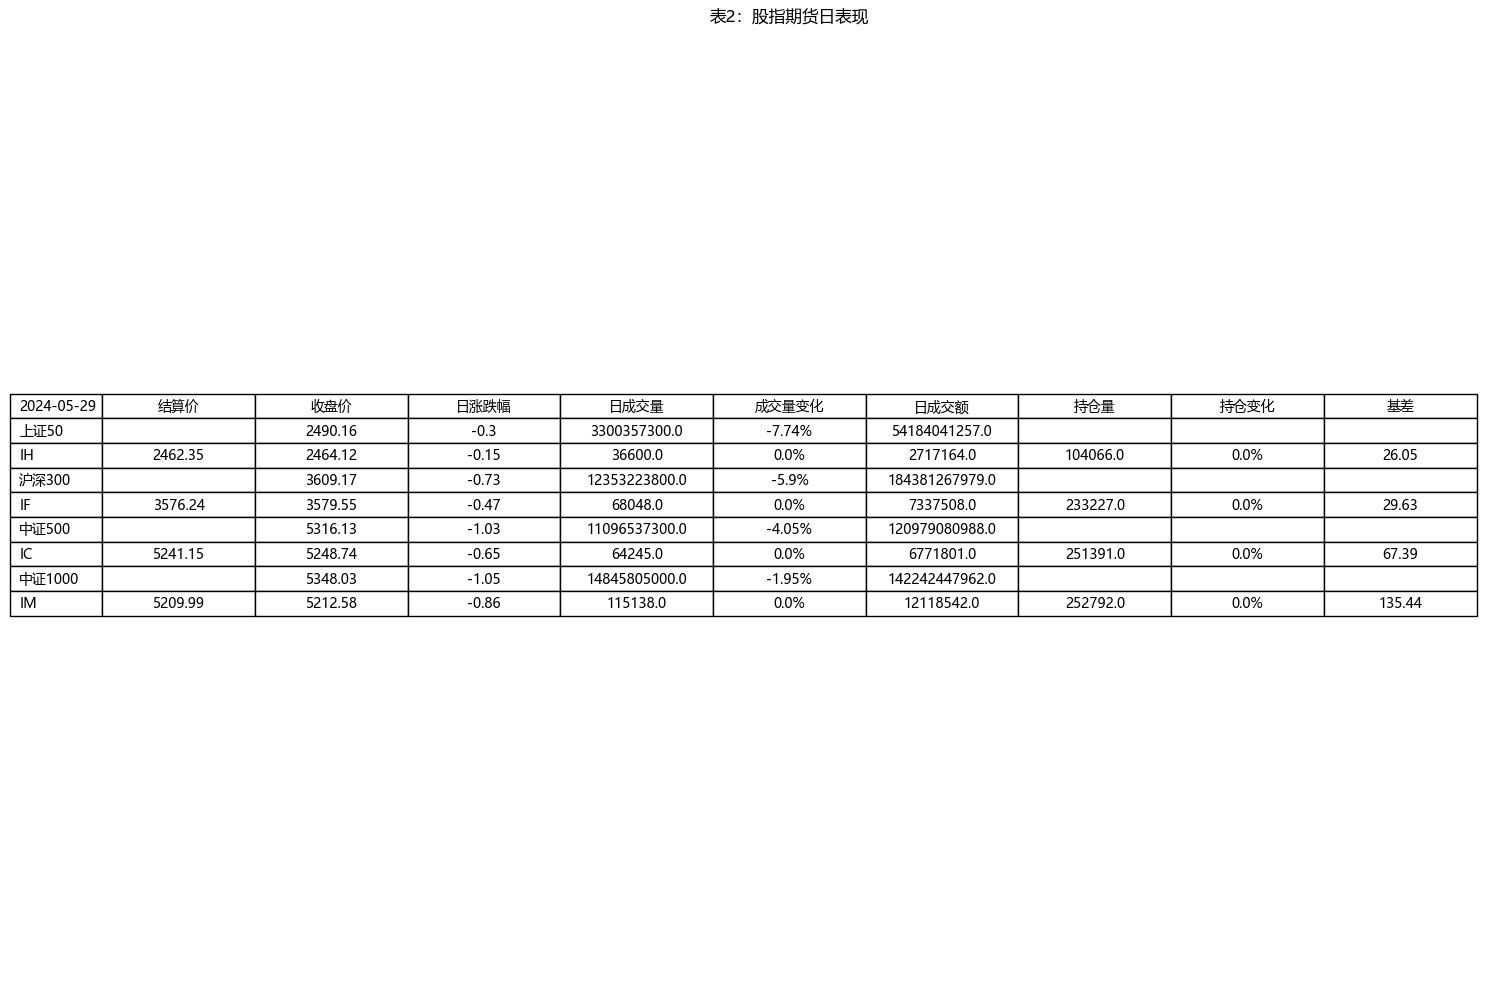 表2：股指期货日表现
2024-05-29 结算价 收盘价 日涨跌幅 日成交量 成交量变化 日成交额 持仓量 持仓变化 基差
上证50 2490.16 -0.3 3300357300.0 -7.74% 54184041257.0
IH 2462.35 2464.12 -0.15 36600.0 0.0% 2717164.0 104066.0 0.0% 26.05
沪深300 3609.17 -0.73 12353223800.0 -5.9% 184381267979.0
IF 3576.24 3579.55 -0.47 68048.0 0.0% 7337508.0 233227.0 0.0% 29.63
中证500 5316.13 -1.03 11096537300.0 -4.05% 120979080988.0
IC 5241.15 5248.74 -0.65 64245.0 0.0% 6771801.0 251391.0 0.0% 67.39
中证1000 5348.03 -1.05 14845805000.0 -1.95% 142242447962.0
IM 5209.99 5212.58 -0.86 115138.0 0.0% 12118542.0 252792.0 0.0% 135.44